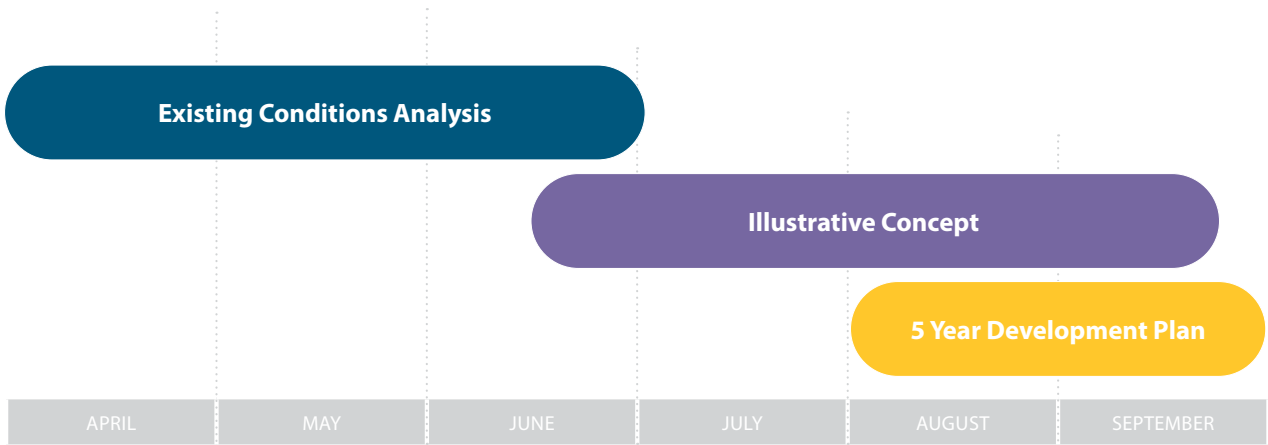 Existing Conditions Analysis
Illustrative Concept
5 Year Development Plan
APRIL MAY JUNE JULY AUGUST SEPTEMBER